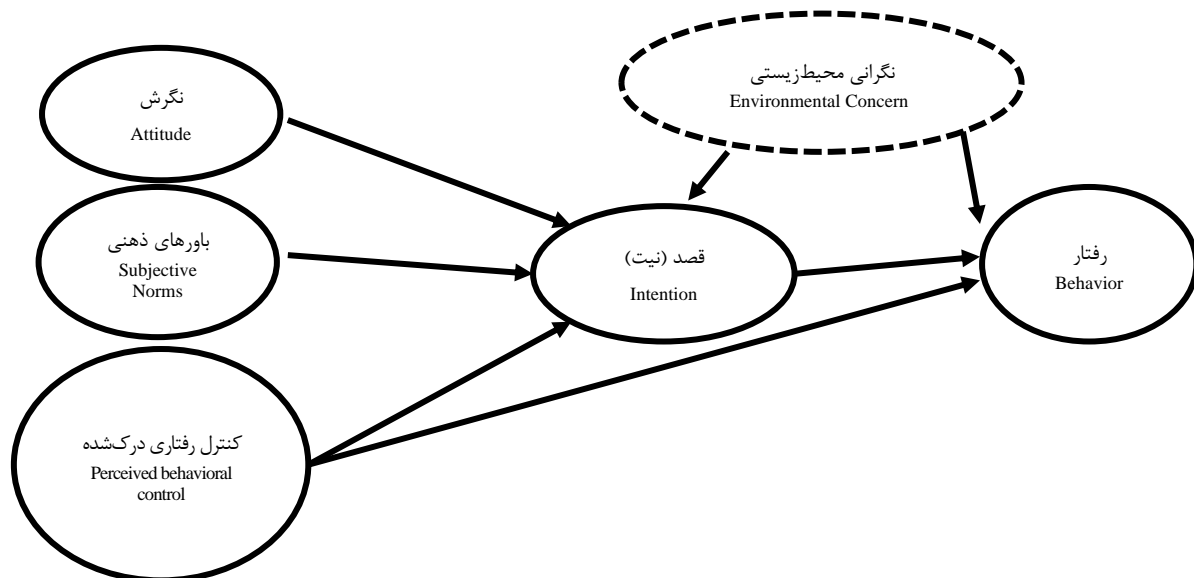 نگرانی محیط‌زیستی
Environmental Concern
نگرش
Attitude
باورهای ذهنی
Subjective
Norms
قصد (نیت)
Intention
رفتار
Behavior
کنترل رفتاری درک‌شده
Perceived behavioral
control